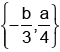 {-b/3, a/4}